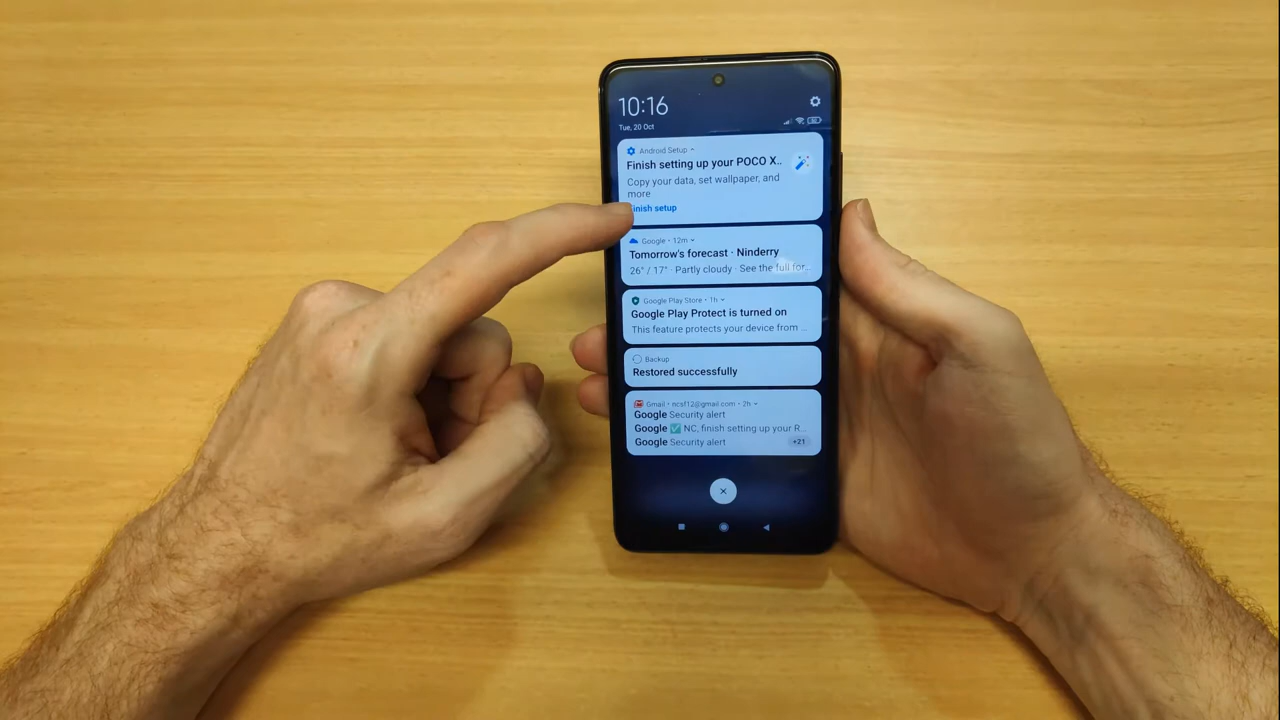 10:16
Tue, 20 Oct
Android Setup
Finish setting up your POCO X..
Copy your data, set wallpaper, and
more
inish setup
Google • 12m
Tomorrow's forecast · Ninderry
26° / 17° · Partly cloudy · See the full for...
Google Play Store • 1h
Google Play Protect is turned on
This feature protects your device from ...
Backup
Restored successfully
Gmail • ncsf12@gmail.com • 2h
Google Security alert
Google ✅ NC, finish setting up your R...
Google Security alert
+21